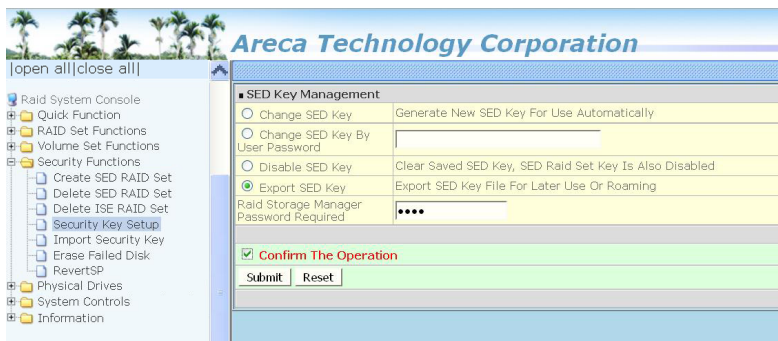 Areca Technology Corporation
|open all|close all|
Raid System Console
Quick Function
RAID Set Functions
Volume Set Functions
Security Functions
Create SED RAID Set
Delete SED RAID Set
Delete ISE RAID Set
Security Key Setup
Import Security Key
Erase Failed Disk
RevertSP
Physical Drives
System Controls
Information
SED Key Management
Change SED Key
Generate New SED Key For Use Automatically
Change SED Key By
User Password
Disable SED Key
Clear Saved SED Key, SED Raid Set Key Is Also Disabled
Export SED Key
Export SED Key File For Later Use Or Roaming
Raid Storage Manager
Password Required
••••
Confirm The Operation
Submit
Reset